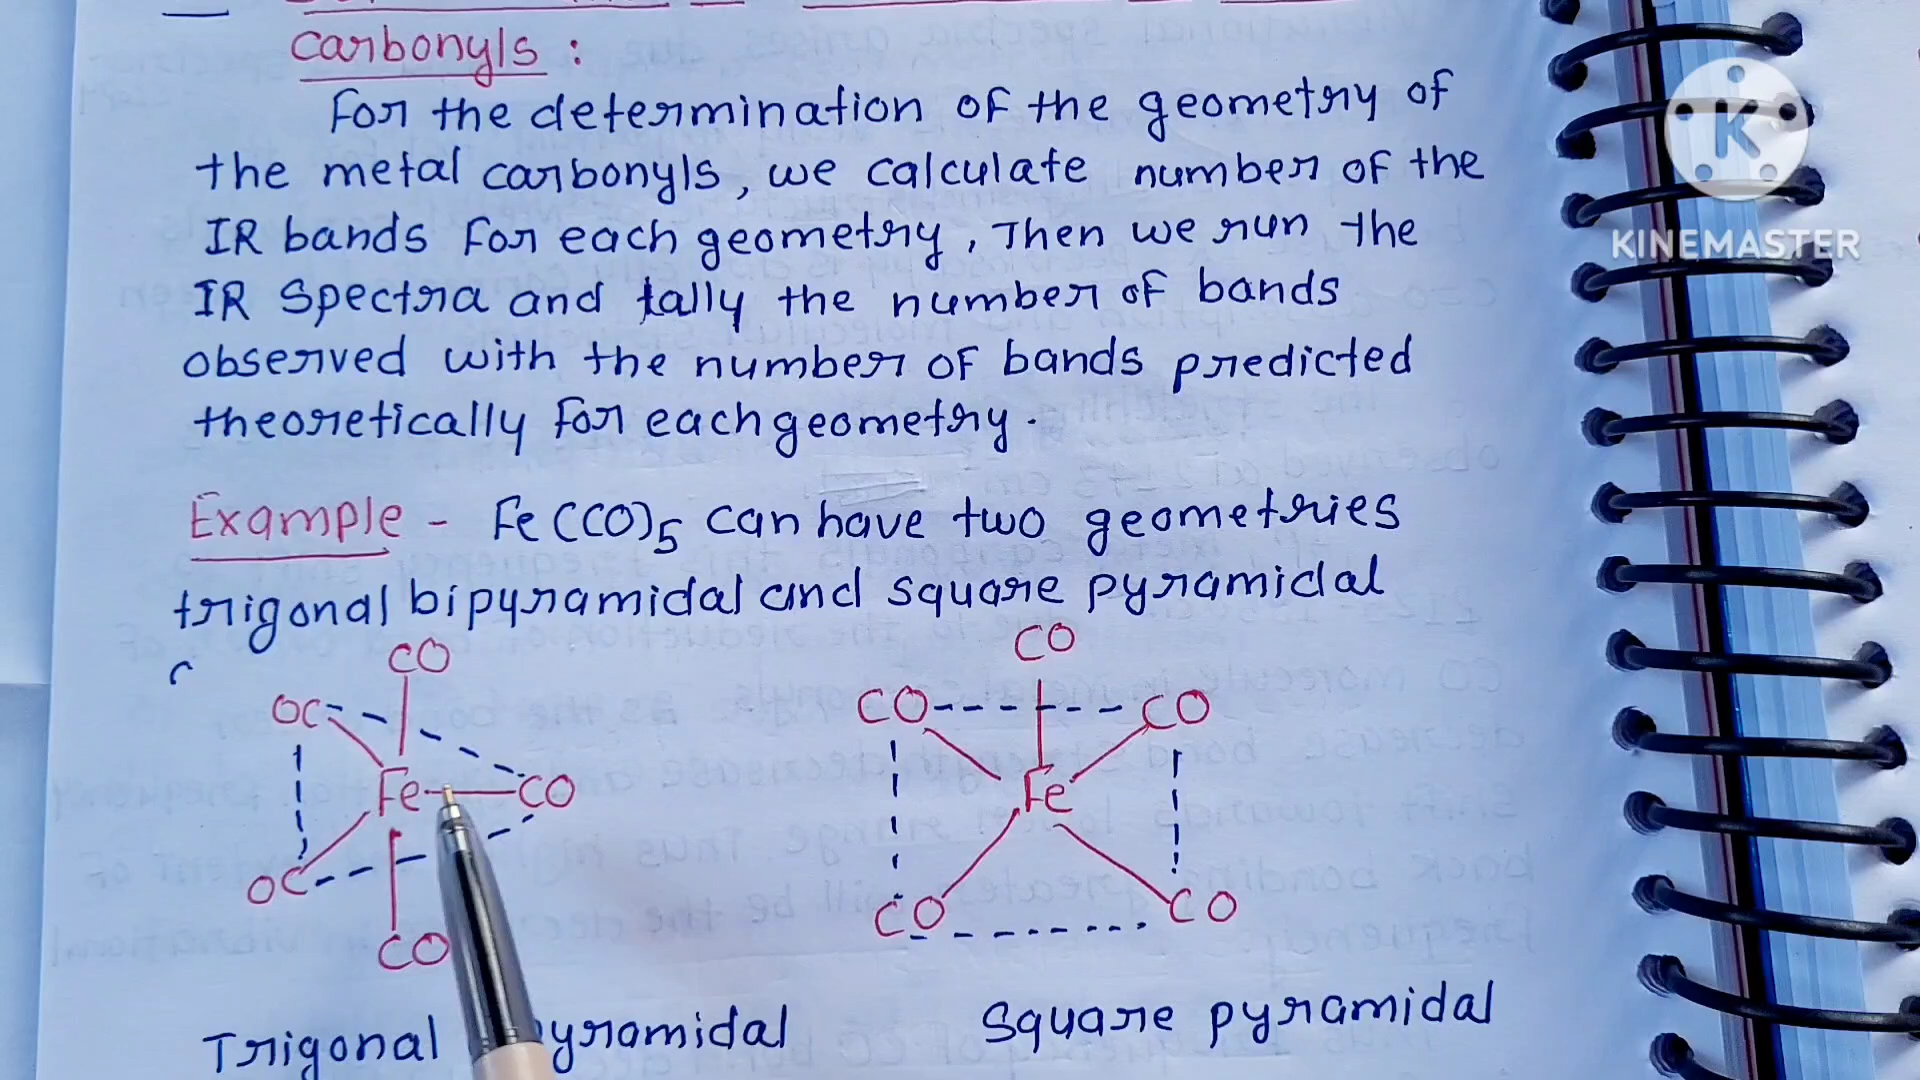 carbonyls :
For the determination of the geometry of
the metal carbonyls, we calculate number of the
IR bands for each geometry, Then we run the
IR spectra and tally the number of bands
observed with the number of bands predicted
theoretically for each geometry.
Example - Fe(CO)5 can have two geometries
trigonal bipyramidal and square pyramidal
CO
OC
Fe CO
OC
CO
Trigonal pyramidal
CO
CO CO
Fe
CO CO
Square pyramidal
K
KINEMASTER